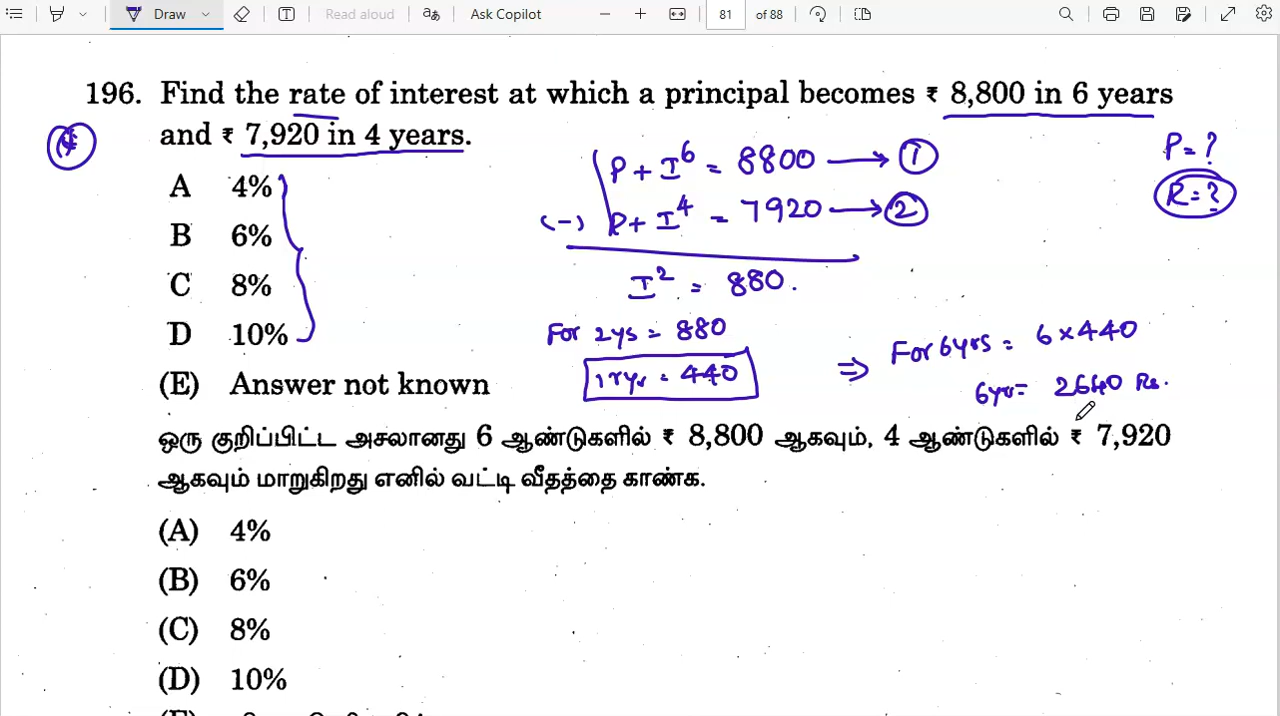 Draw
Read aloud
Ask Copilot
81 of 88
196. Find the rate of interest at which a principal becomes ₹ 8,800 in 6 years
and ₹ 7,920 in 4 years.
P = ?
R = ?
P + I⁶ = 8800 → ①
(-) P + I⁴ = 7920 → ②
I² = 880.
A 4%
B 6%
C 8%
D 10%
(E) Answer not known
For 2ys = 880
1 ryr = 440
⇒ For 6yrs = 6 × 440
6yr = 2640 Rs.
ஒரு குறிப்பிட்ட அசலானது 6 ஆண்டுகளில் ₹ 8,800 ஆகவும், 4 ஆண்டுகளில் ₹ 7,920
ஆகவும் மாறுகிறது எனில் வட்டி வீதத்தை காண்க.
(A) 4%
(B) 6%
(C) 8%
(D) 10%